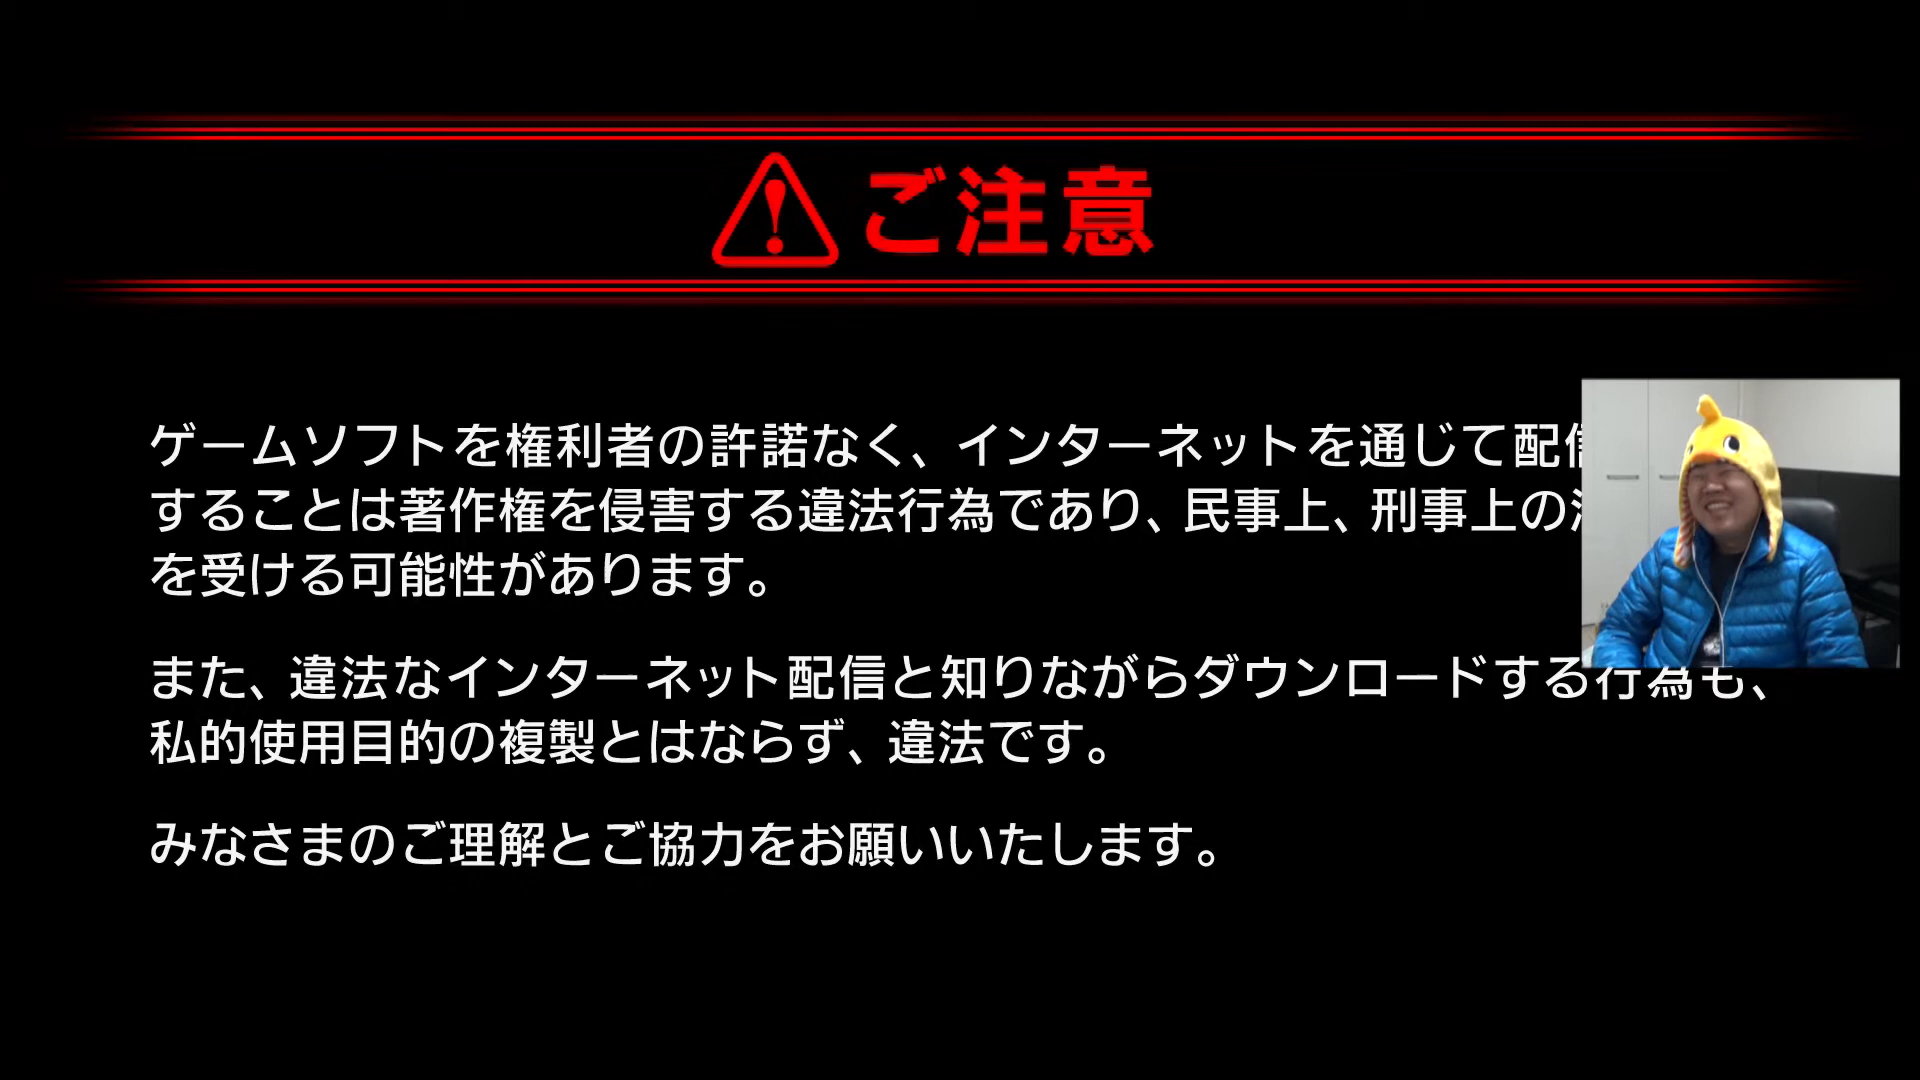 ご注意
ゲームソフトを権利者の許諾なく、インターネットを通じて配
することは著作権を侵害する違法行為であり、民事上、刑事上の
を受ける可能性があります。
また、違法なインターネット配信と知りながらダウンロードする行為も、
私的使用目的の複製とはならず、違法です。
みなさまのご理解とご協力をお願いいたします。